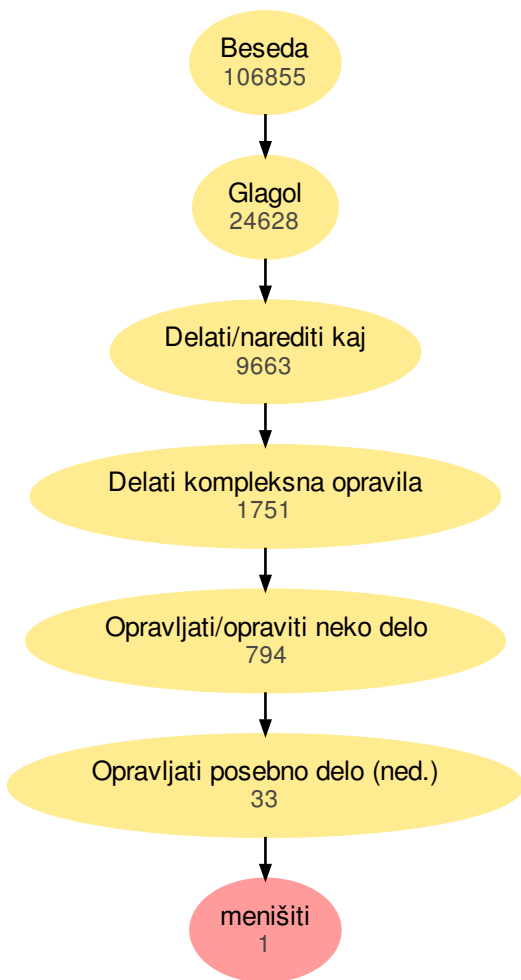 Beseda
106855
Glagol
24628
Delati/narediti kaj
9663
Delati kompleksna opravila
1751
Opravljati/opraviti neko delo
794
Opravljati posebno delo (ned.)
33
menišiti
1